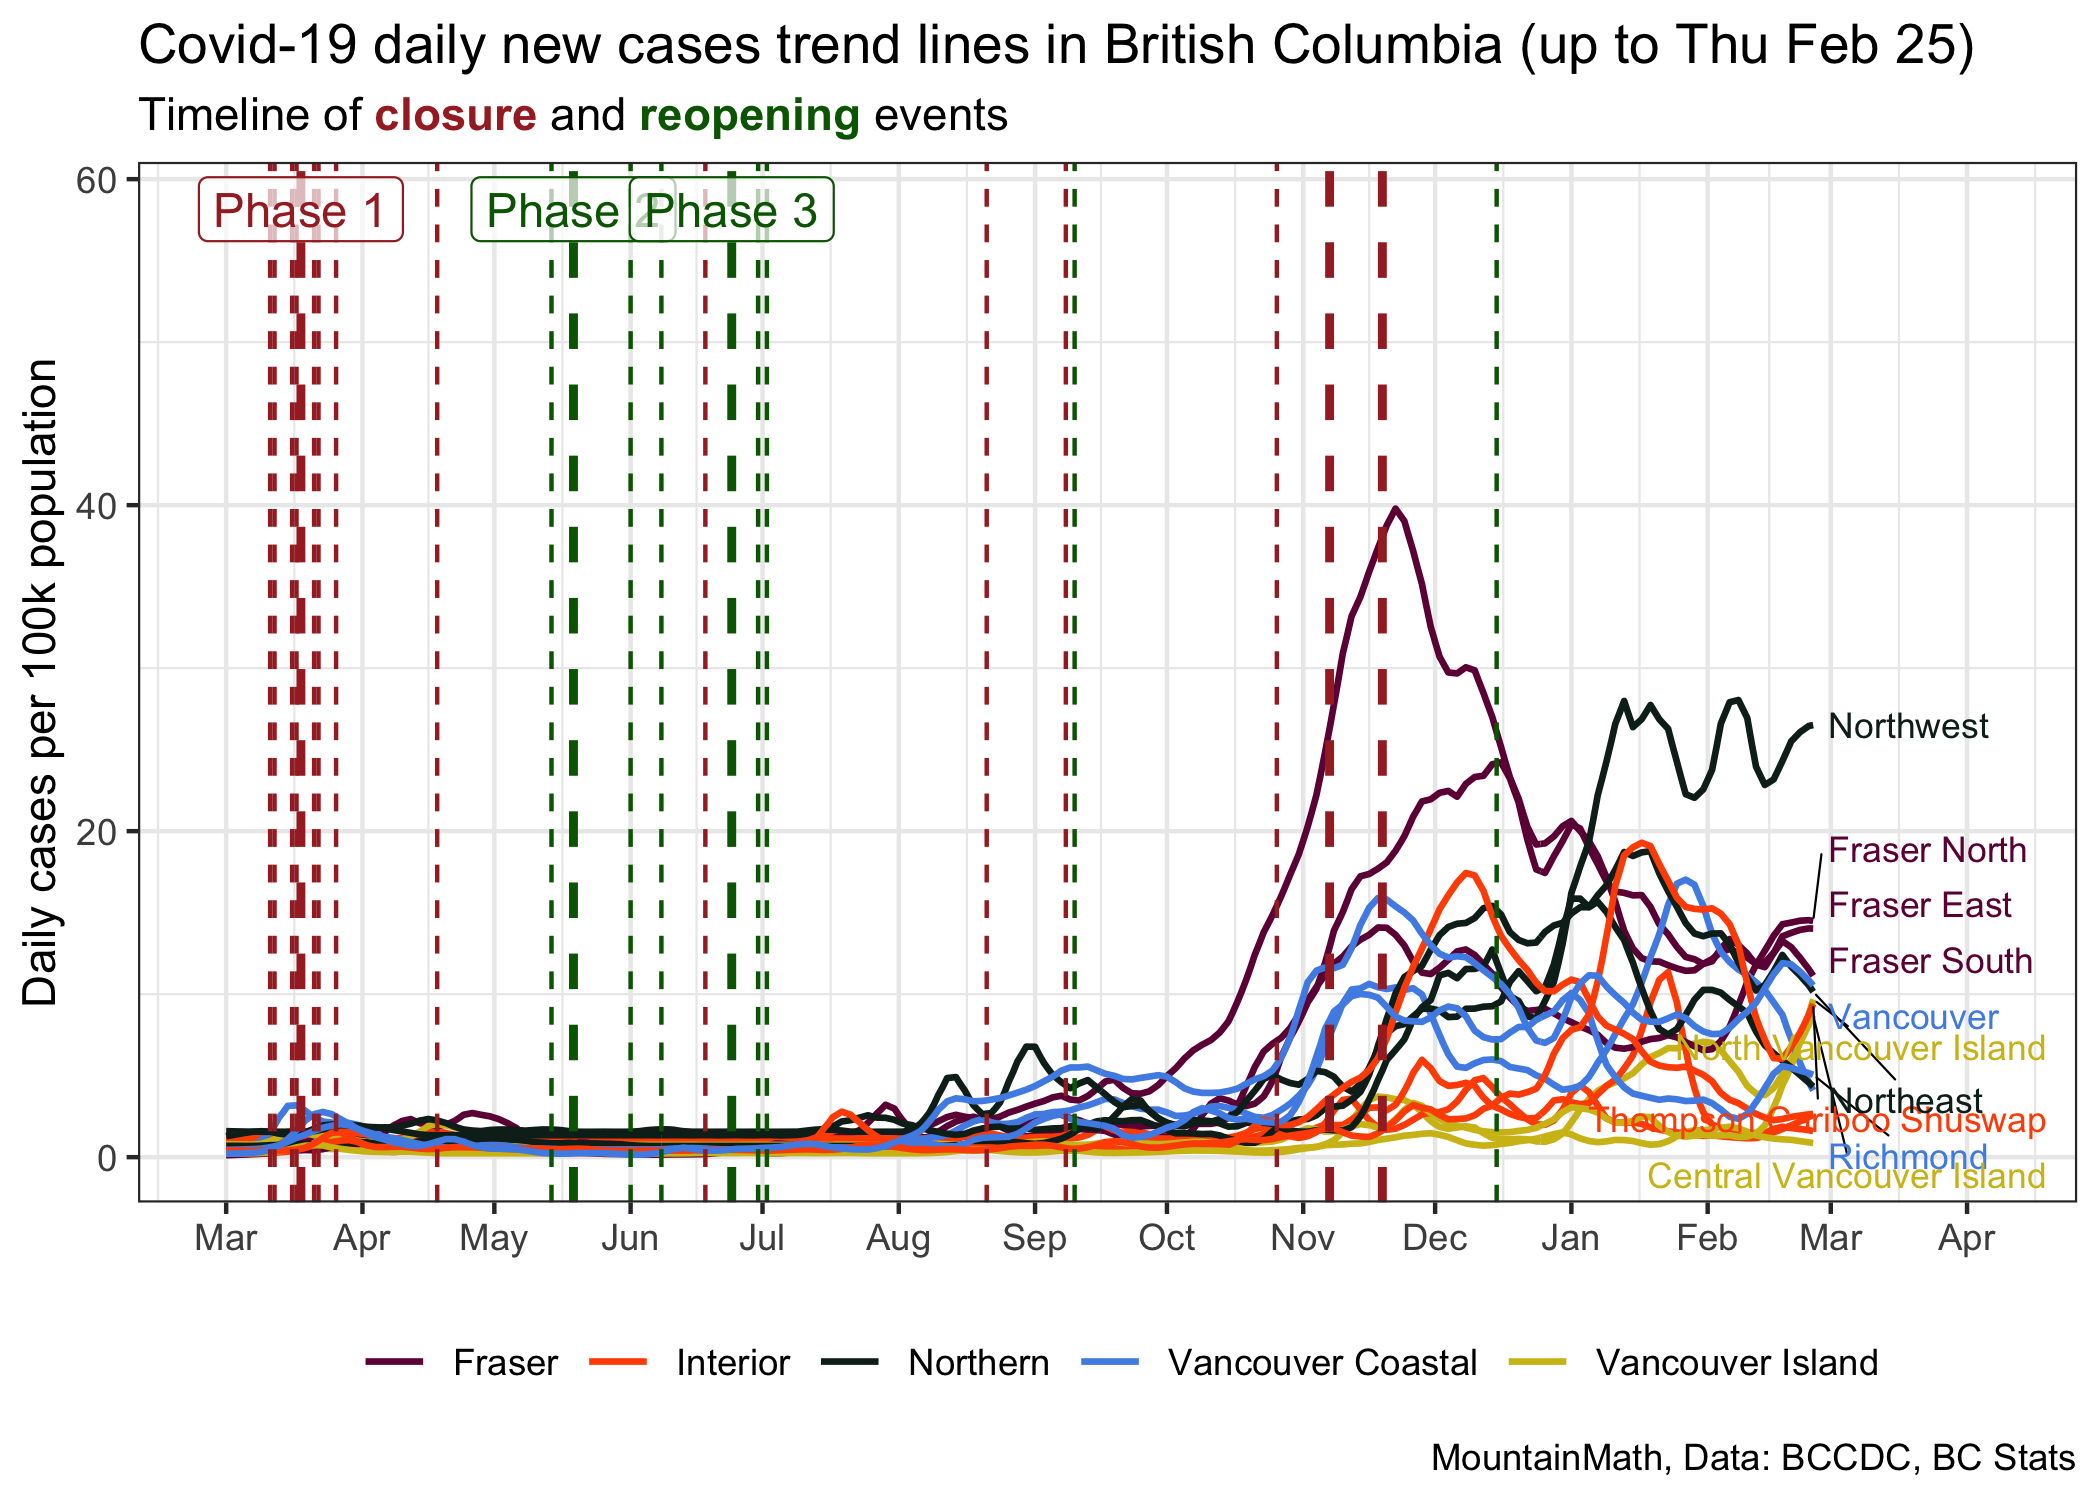 Covid-19 daily new cases trend lines in British Columbia (up to Thu Feb 25)
Timeline of closure and reopening events
Daily cases per 100k population
60
40
20
0
Phase 1
Phase 2
Phase 3
Northwest
Fraser North
Fraser East
Fraser South
Vancouver
North Vancouver Island
Northeast
Thompson Cariboo Shuswap
Richmond
Central Vancouver Island
Mar Apr May Jun Jul Aug Sep Oct Nov Dec Jan Feb Mar Apr
Fraser Interior Northern Vancouver Coastal Vancouver Island
MountainMath, Data: BCCDC, BC Stats